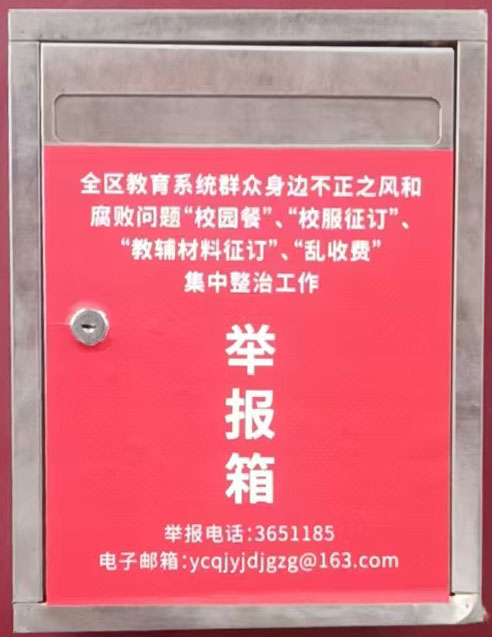 全区教育系统群众身边不正之风和
腐败问题“校园餐”、“校服征订”、
“教辅材料征订”、“乱收费”
集中整治工作
举
报
箱
举报电话:3651185
电子邮箱:ycqjyjdjgzg@163.com